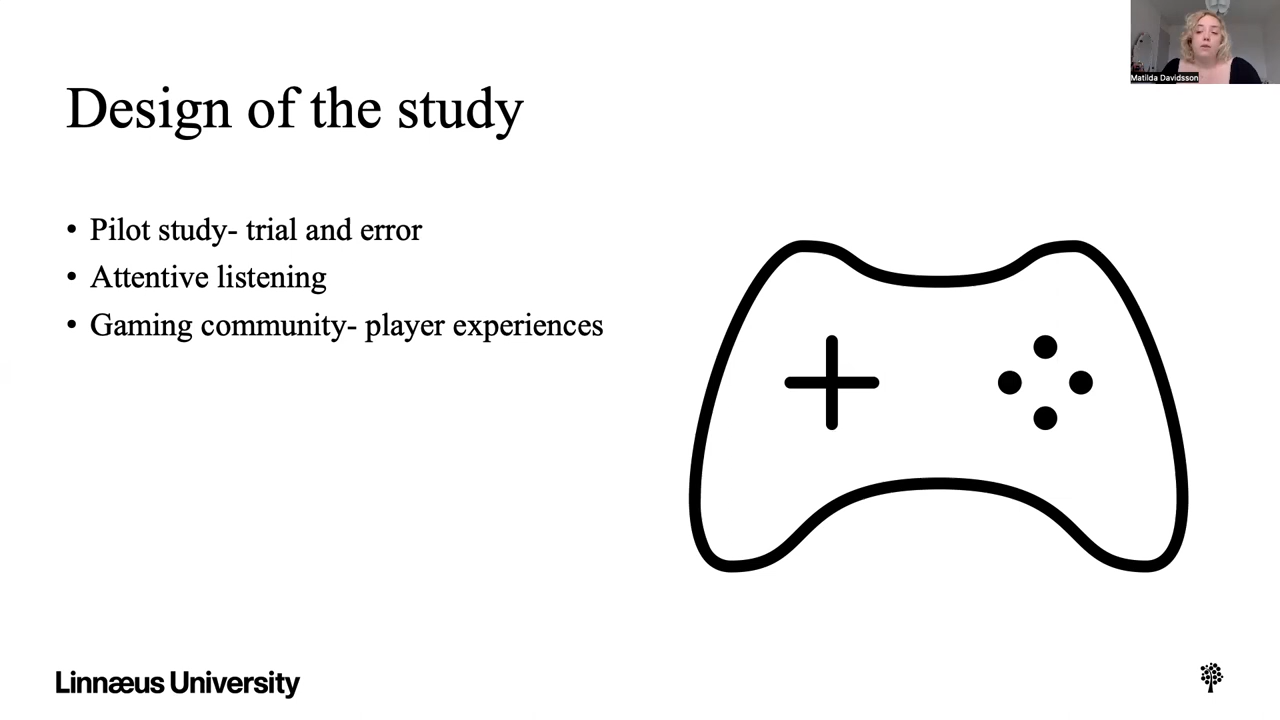 Matilda Davidsson
Design of the study
• Pilot study- trial and error
• Attentive listening
• Gaming community- player experiences
Linnæus University